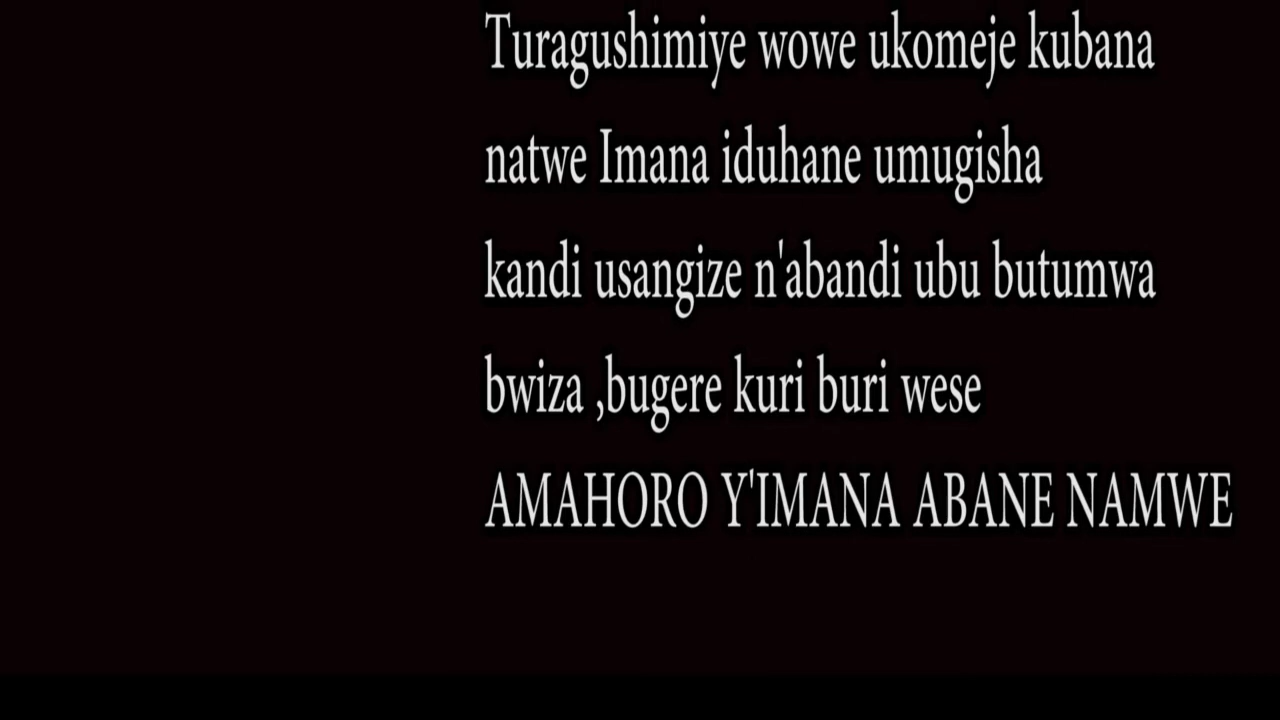 Turagushimiye wowe ukomeje kubana
natwe Imana iduhane umugisha
kandi usangize n'abandi ubu butumwa
bwiza ,bugere kuri buri wese
AMAHORO Y'IMANA ABANE NAMWE